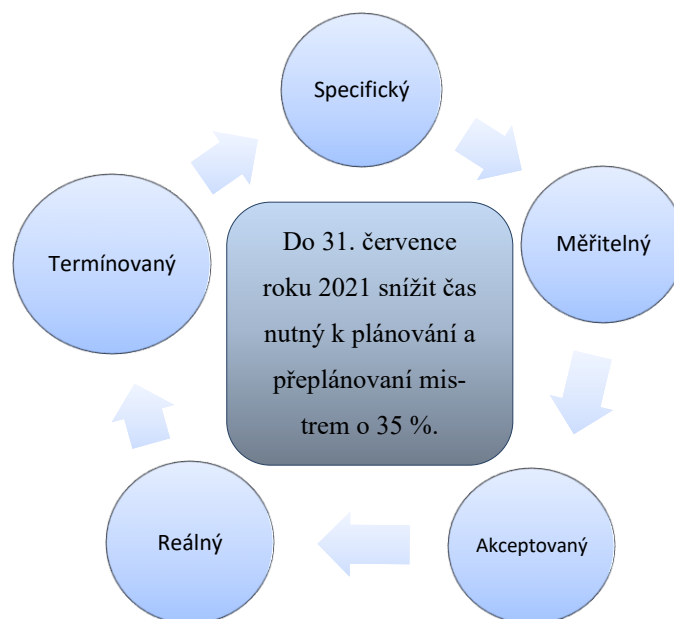 Specifický
Měřitelný
Akceptovaný
Reálný
Termínovaný
Do 31. července
roku 2021 snížit čas
nutný k plánování a
přeplánovaní mis-
trem o 35 %.